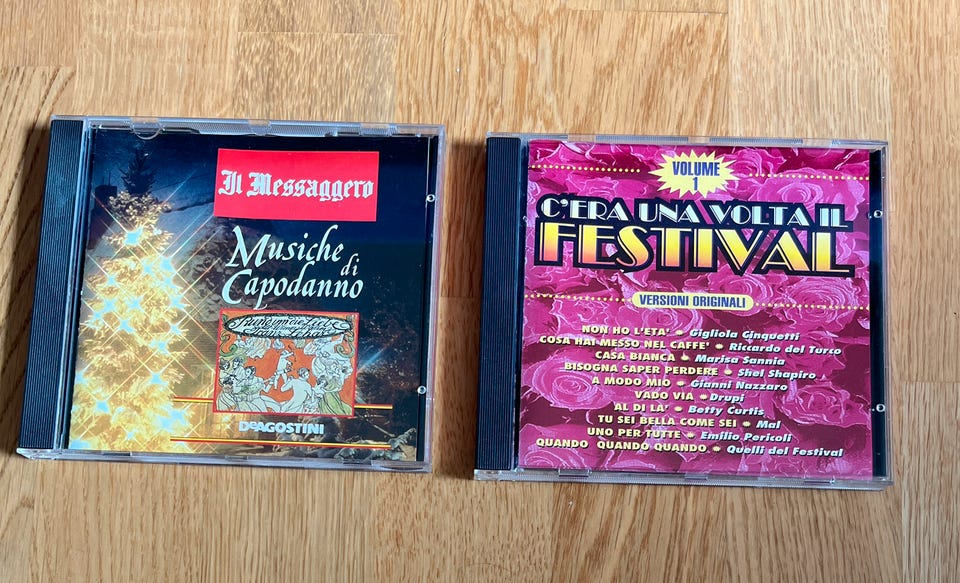 Il Messaggero
Musiche
di
Capodanno
DeAGOSTINI
VOLUME
1
C'ERA UNA VOLTA IL
FESTIVAL
VERSIONI ORIGINALI
NON HO L'ETA' * Gigliola Cinquetti
COSA HAI MESSO NEL CAFFE' * Riccardo del Turco
CASA BIANCA * Marisa Sannia
BISOGNA SAPER PERDERE * Shel Shapiro
A MODO MIO * Gianni Nazzaro
VADO VIA * Drupi
AL DI LA' * Betty Curtis
TU SEI BELLA COME SEI * Mal
UNO PER TUTTE * Emilio Pericoli
QUANDO QUANDO QUANDO * Quelli del Festival